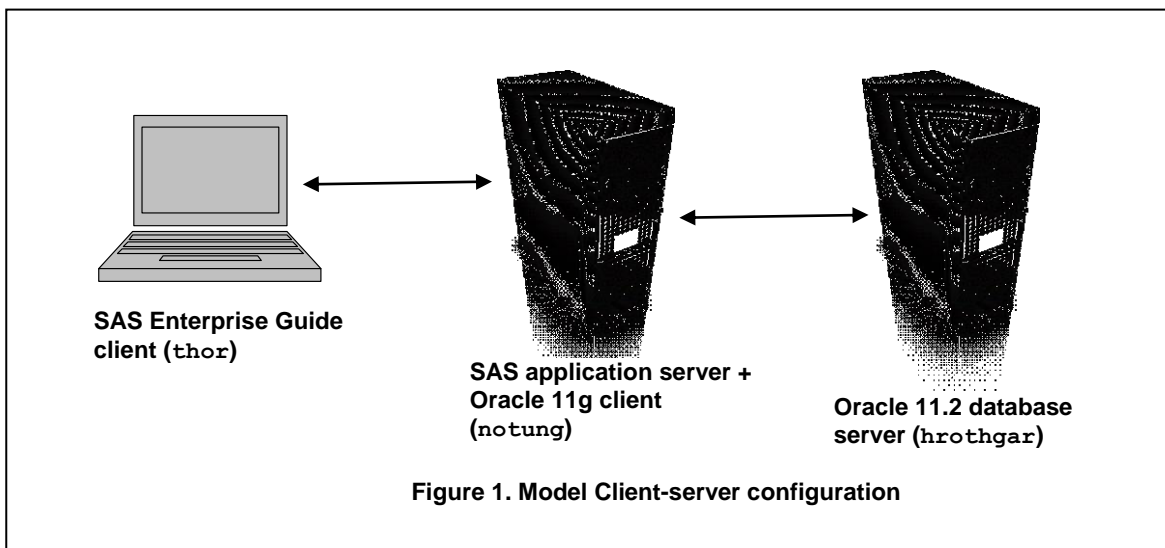 SAS Enterprise Guide
client (thor)
SAS application server +
Oracle 11g client
(notung)
Oracle 11.2 database
server (hrothgar)
Figure 1. Model Client-server configuration